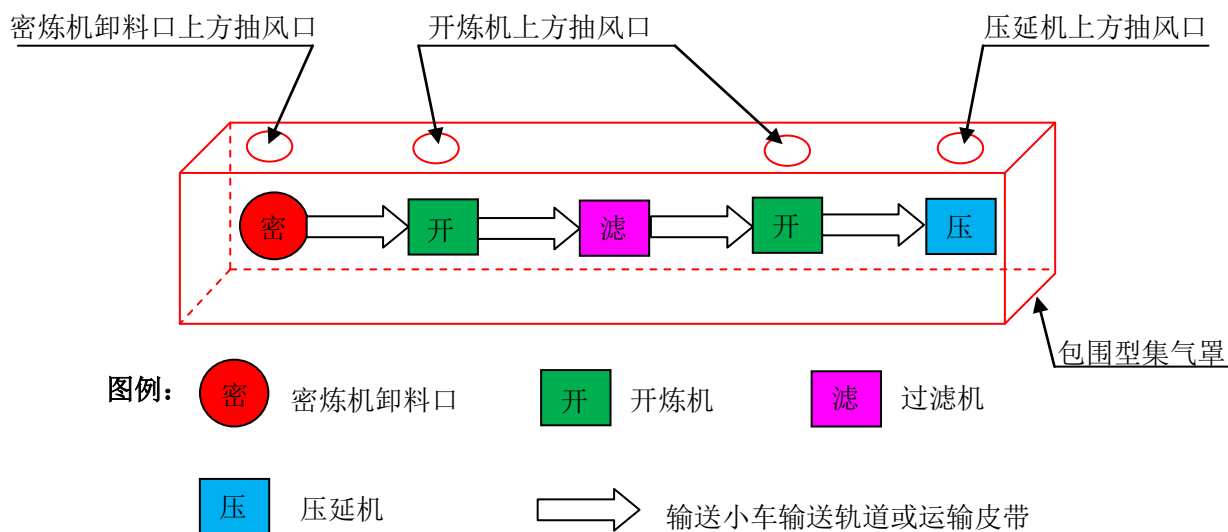 密炼机卸料口上方抽风口
开炼机上方抽风口
压延机上方抽风口
密
开
滤
开
压
包围型集气罩
图例：
密
密炼机卸料口
开
开炼机
滤
过滤机
压
压延机
输送小车输送轨道或运输皮带